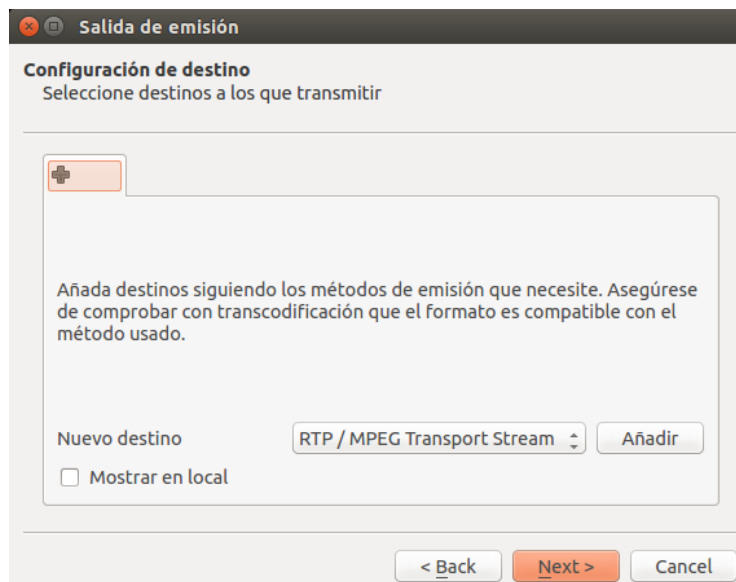 Salida de emisión
Configuración de destino
Seleccione destinos a los que transmitir
Añada destinos siguiendo los métodos de emisión que necesite. Asegúrese
de comprobar con transcodificación que el formato es compatible con el
método usado.
Nuevo destino RTP / MPEG Transport Stream Añadir
Mostrar en local
< Back Next > Cancel